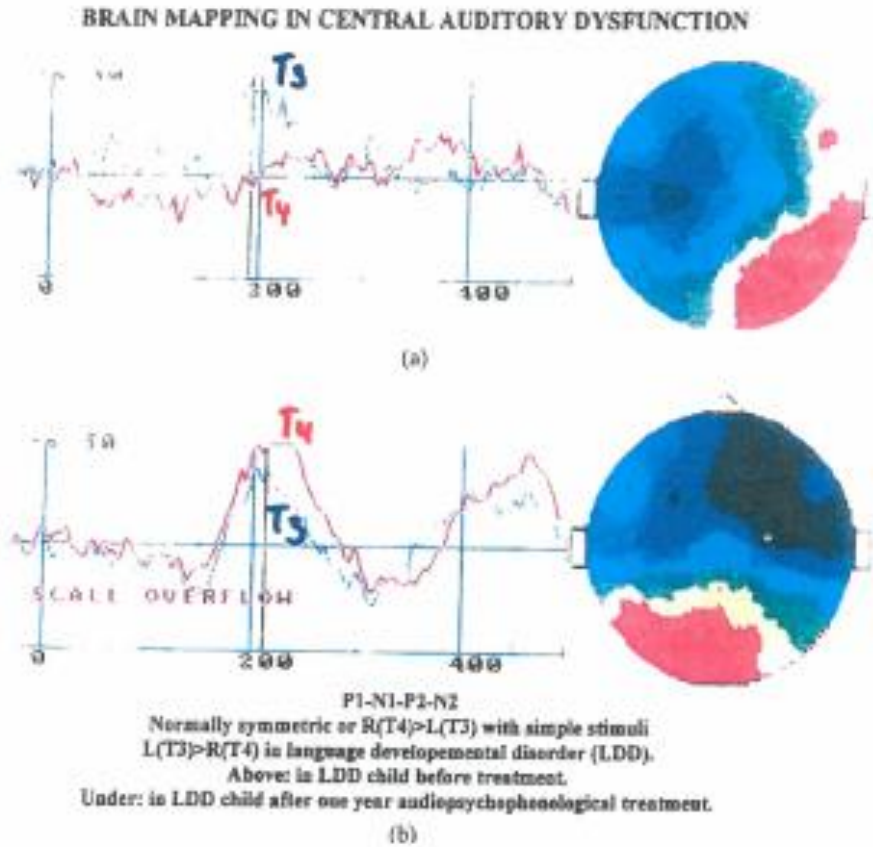 BRAIN MAPPING IN CENTRAL AUDITORY DYSFUNCTION
T3
T4
0
400
(a)
T4
T3
SCALE OVERFLOW
0
200
400
P1-N1-P2-N2
Normally symmetric or R(T4)>L(T3) with simple stimuli
L(T3)>R(T4) in language developemental disorder (LDD).
Above: in LDD child before treatment.
Under: in LDD child after one year audiopsychophonological treatment.
(b)